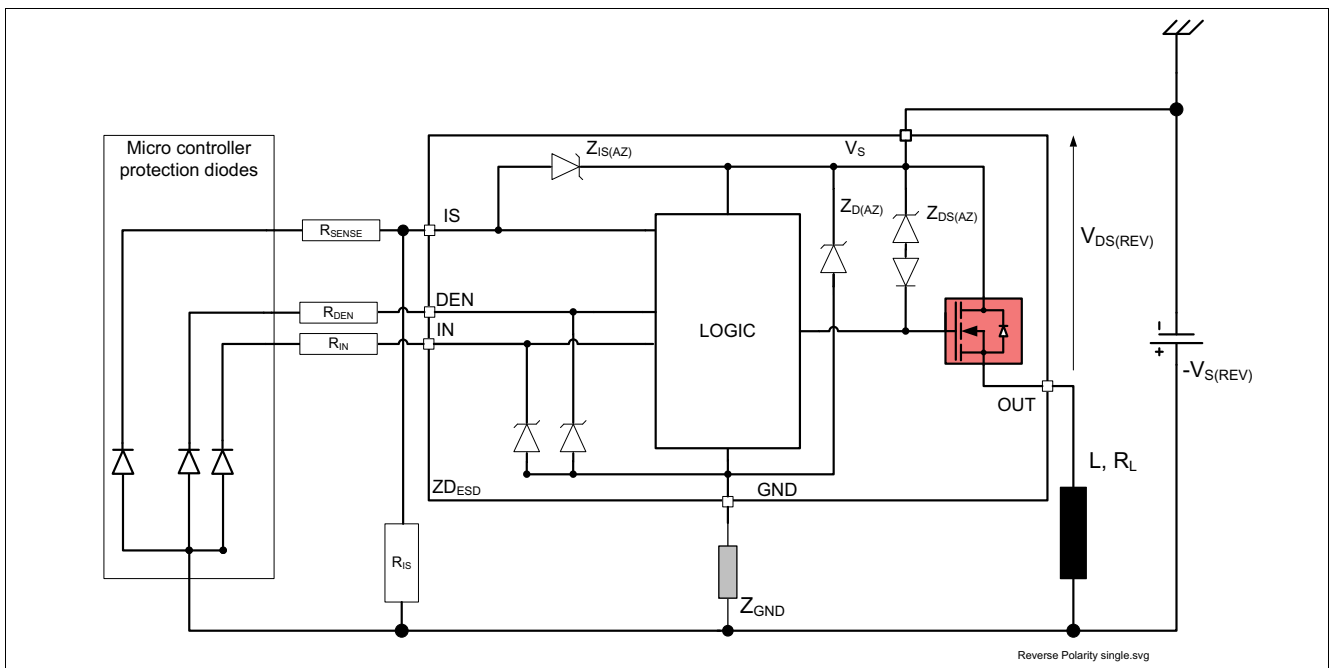 Micro controller
protection diodes
Z_IS(AZ)
V_S
Z_D(AZ)
Z_DS(AZ)
V_DS(REV)
R_SENSE
IS
R_DEN
DEN
R_IN
IN
LOGIC
-
+
-V_S(REV)
OUT
L, R_L
ZD_ESD
GND
R_IS
Z_GND
Reverse Polarity single.svg